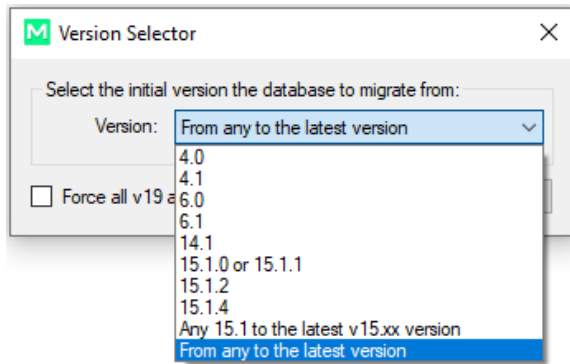 M Version Selector
Select the initial version the database to migrate from:
Version: From any to the latest version
4.0
4.1
Force all v19 a
6.0
6.1
14.1
15.1.0 or 15.1.1
15.1.2
15.1.4
Any 15.1 to the latest v15.xx version
From any to the latest version